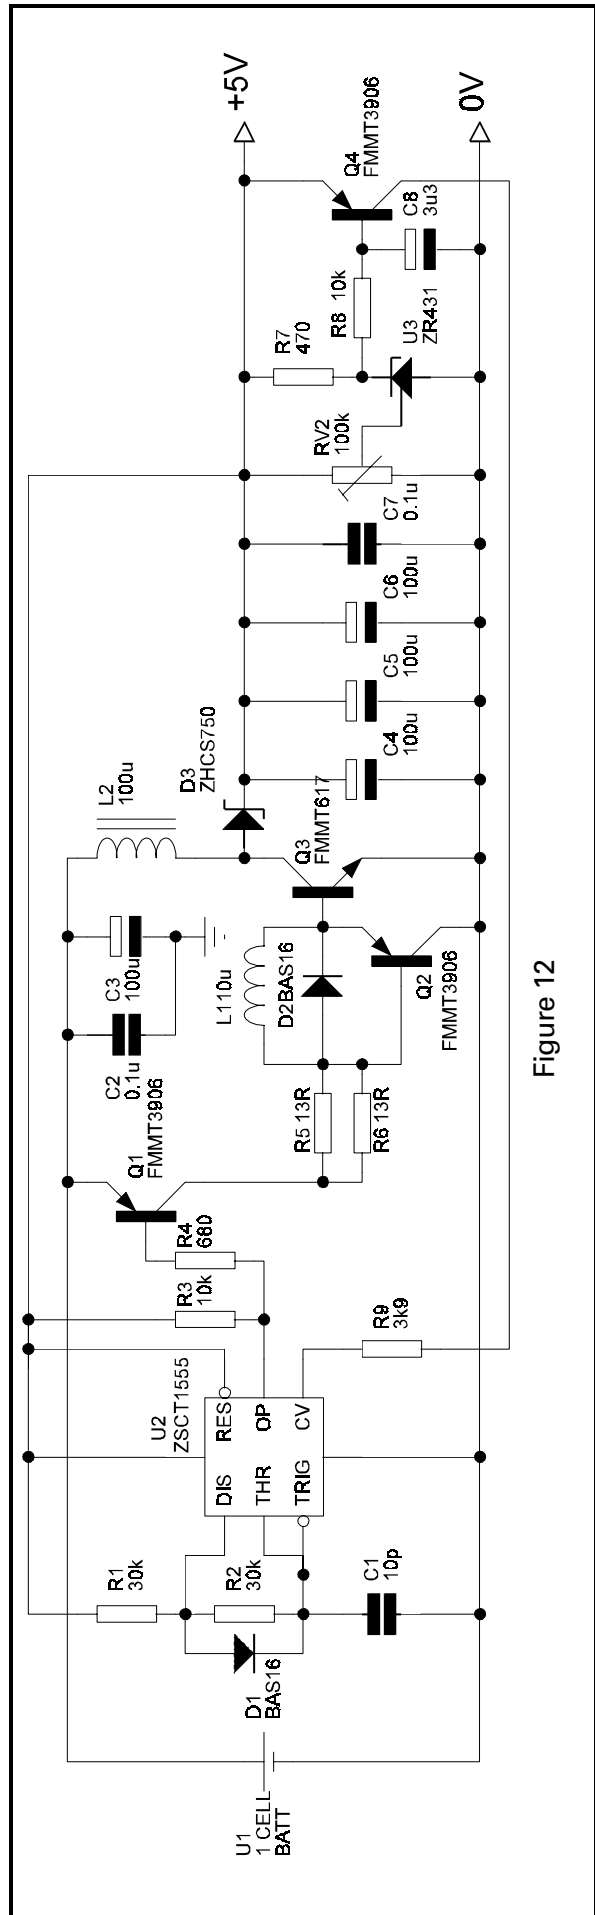 U1
1 CELL
BATT
D1
BAS16
R1
30k
R2
30k
C1
10p
U2
ZSCT1555
DIS
THR
TRIG
RES
OP
CV
R3
10k
R4
680
R9
3k9
Q1
FMMT3906
C2
0.1u
C3
100u
R5 13R
R6 13R
L1 10u
D2 BAS16
Q2
FMMT3906
L2
100u
Q3
FMMT617
D3
ZHCS750
C4
100u
C5
100u
C6
100u
C7
0.1u
RV2
100k
R7
470
R8 10k
U3
ZR431
C8
3u3
Q4
FMMT3906
+5V
0V
Figure 12